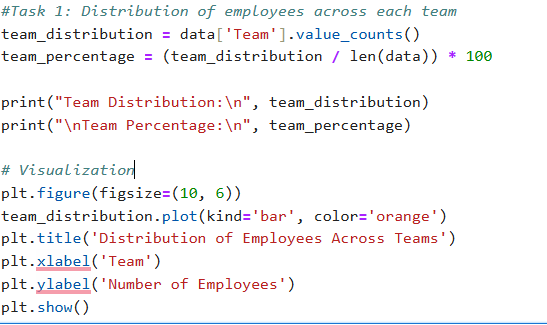 #Task 1: Distribution of employees across each team
team_distribution = data['Team'].value_counts()
team_percentage = (team_distribution / len(data)) * 100
print("Team Distribution:\n", team_distribution)
print("\nTeam Percentage:\n", team_percentage)
# Visualization
plt.figure(figsize=(10, 6))
team_distribution.plot(kind='bar', color='orange')
plt.title('Distribution of Employees Across Teams')
plt.xlabel('Team')
plt.ylabel('Number of Employees')
plt.show()